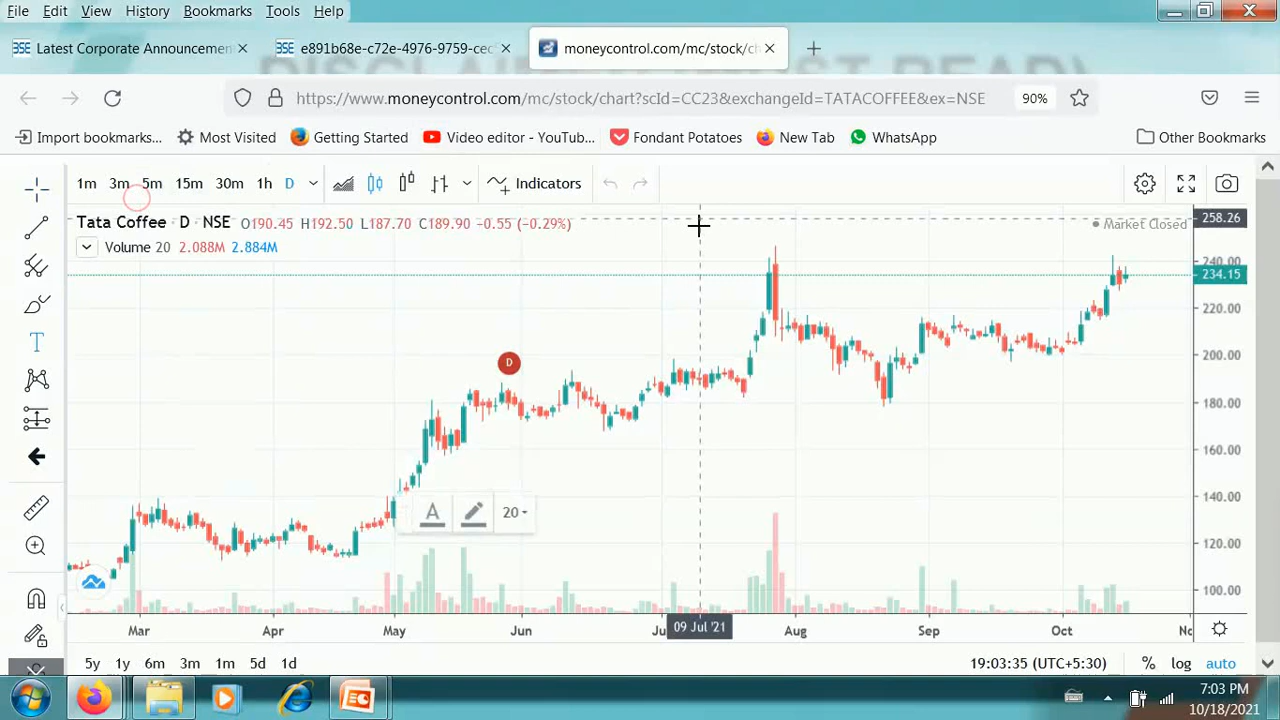 File Edit View History Bookmarks Tools Help
Latest Corporate Announcemen
e891b68e-c72e-4976-9759-cec
moneycontrol.com/mc/stock/ch
https://www.moneycontrol.com/mc/stock/chart?scId=CC23&exchangeId=TATACOFFEE&ex=NSE 90%
Import bookmarks... Most Visited Getting Started Video editor - YouTub... Fondant Potatoes New Tab WhatsApp Other Bookmarks
1m 3m 5m 15m 30m 1h D Indicators
Tata Coffee · D · NSE O190.45 H192.50 L187.70 C189.90 −0.55 (−0.29%) Market Closed 258.26
Volume 20 2.088M 2.884M
240.00
234.15
220.00
200.00
D
180.00
160.00
140.00
A 20
120.00
100.00
Mar Apr May Jun Ju 09 Jul '21 Aug Sep Oct No
5y 1y 6m 3m 1m 5d 1d 19:03:35 (UTC+5:30) % log auto
7:03 PM
10/18/2021